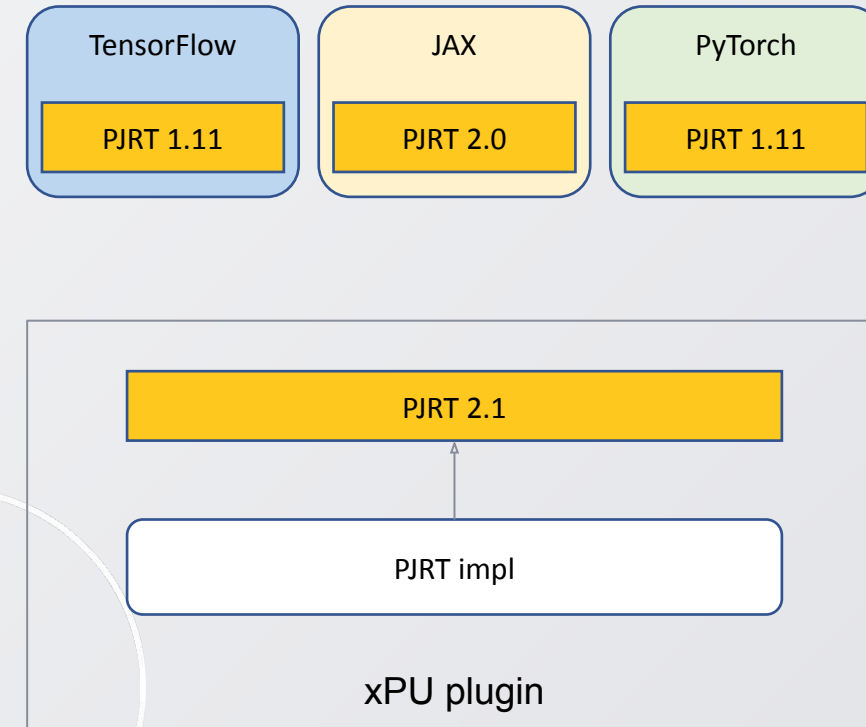 TensorFlow
JAX
PyTorch
PJRT 1.11
PJRT 2.0
PJRT 1.11
PJRT 2.1
PJRT impl
xPU plugin